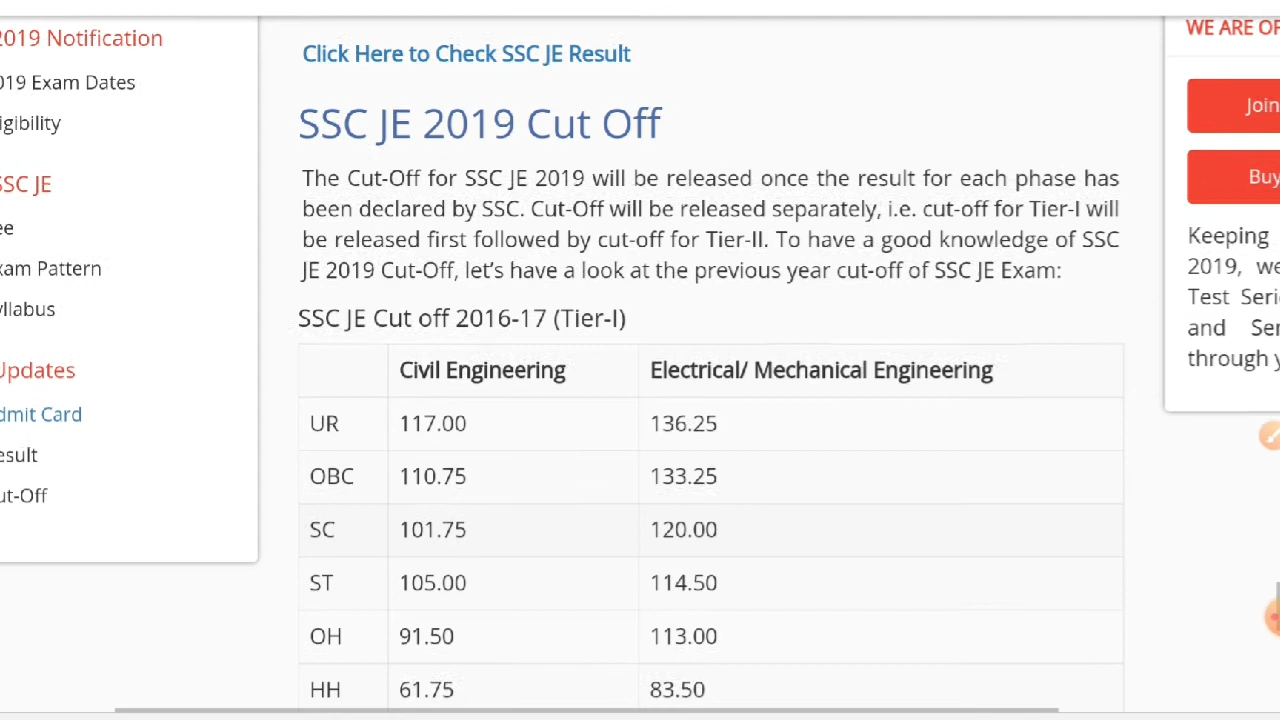 2019 Notification
019 Exam Dates
igibility
SSC JE
ee
xam Pattern
yllabus
Updates
dmit Card
esult
ut-Off
Click Here to Check SSC JE Result
SSC JE 2019 Cut Off
The Cut-Off for SSC JE 2019 will be released once the result for each phase has
been declared by SSC. Cut-Off will be released separately, i.e. cut-off for Tier-I will
be released first followed by cut-off for Tier-II. To have a good knowledge of SSC
JE 2019 Cut-Off, let's have a look at the previous year cut-off of SSC JE Exam:
SSC JE Cut off 2016-17 (Tier-I)
Civil Engineering Electrical/ Mechanical Engineering
UR 117.00 136.25
OBC 110.75 133.25
SC 101.75 120.00
ST 105.00 114.50
OH 91.50 113.00
HH 61.75 83.50
WE ARE OF
Join
Buy
Keeping
2019, we
Test Seri
and Ser
through y